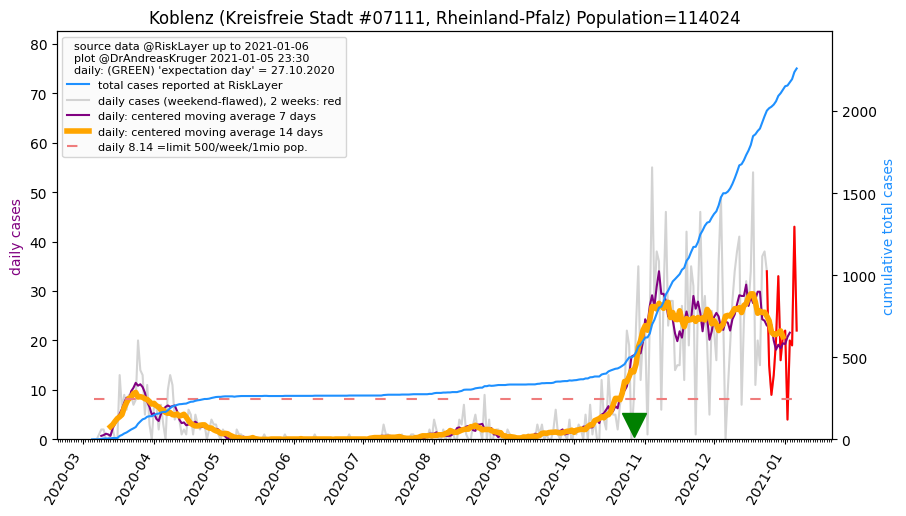 Koblenz (Kreisfreie Stadt #07111, Rheinland-Pfalz) Population=114024
source data @RiskLayer up to 2021-01-06
plot @DrAndreasKruger 2021-01-05 23:30
daily: (GREEN) 'expectation day' = 27.10.2020
total cases reported at RiskLayer
daily cases (weekend-flawed), 2 weeks: red
daily: centered moving average 7 days
daily: centered moving average 14 days
daily 8.14 =limit 500/week/1mio pop.
daily cases
80
70
60
50
40
30
20
10
0
cumulative total cases
2000
1500
1000
500
0
2020-03
2020-04
2020-05
2020-06
2020-07
2020-08
2020-09
2020-10
2020-11
2020-12
2021-01